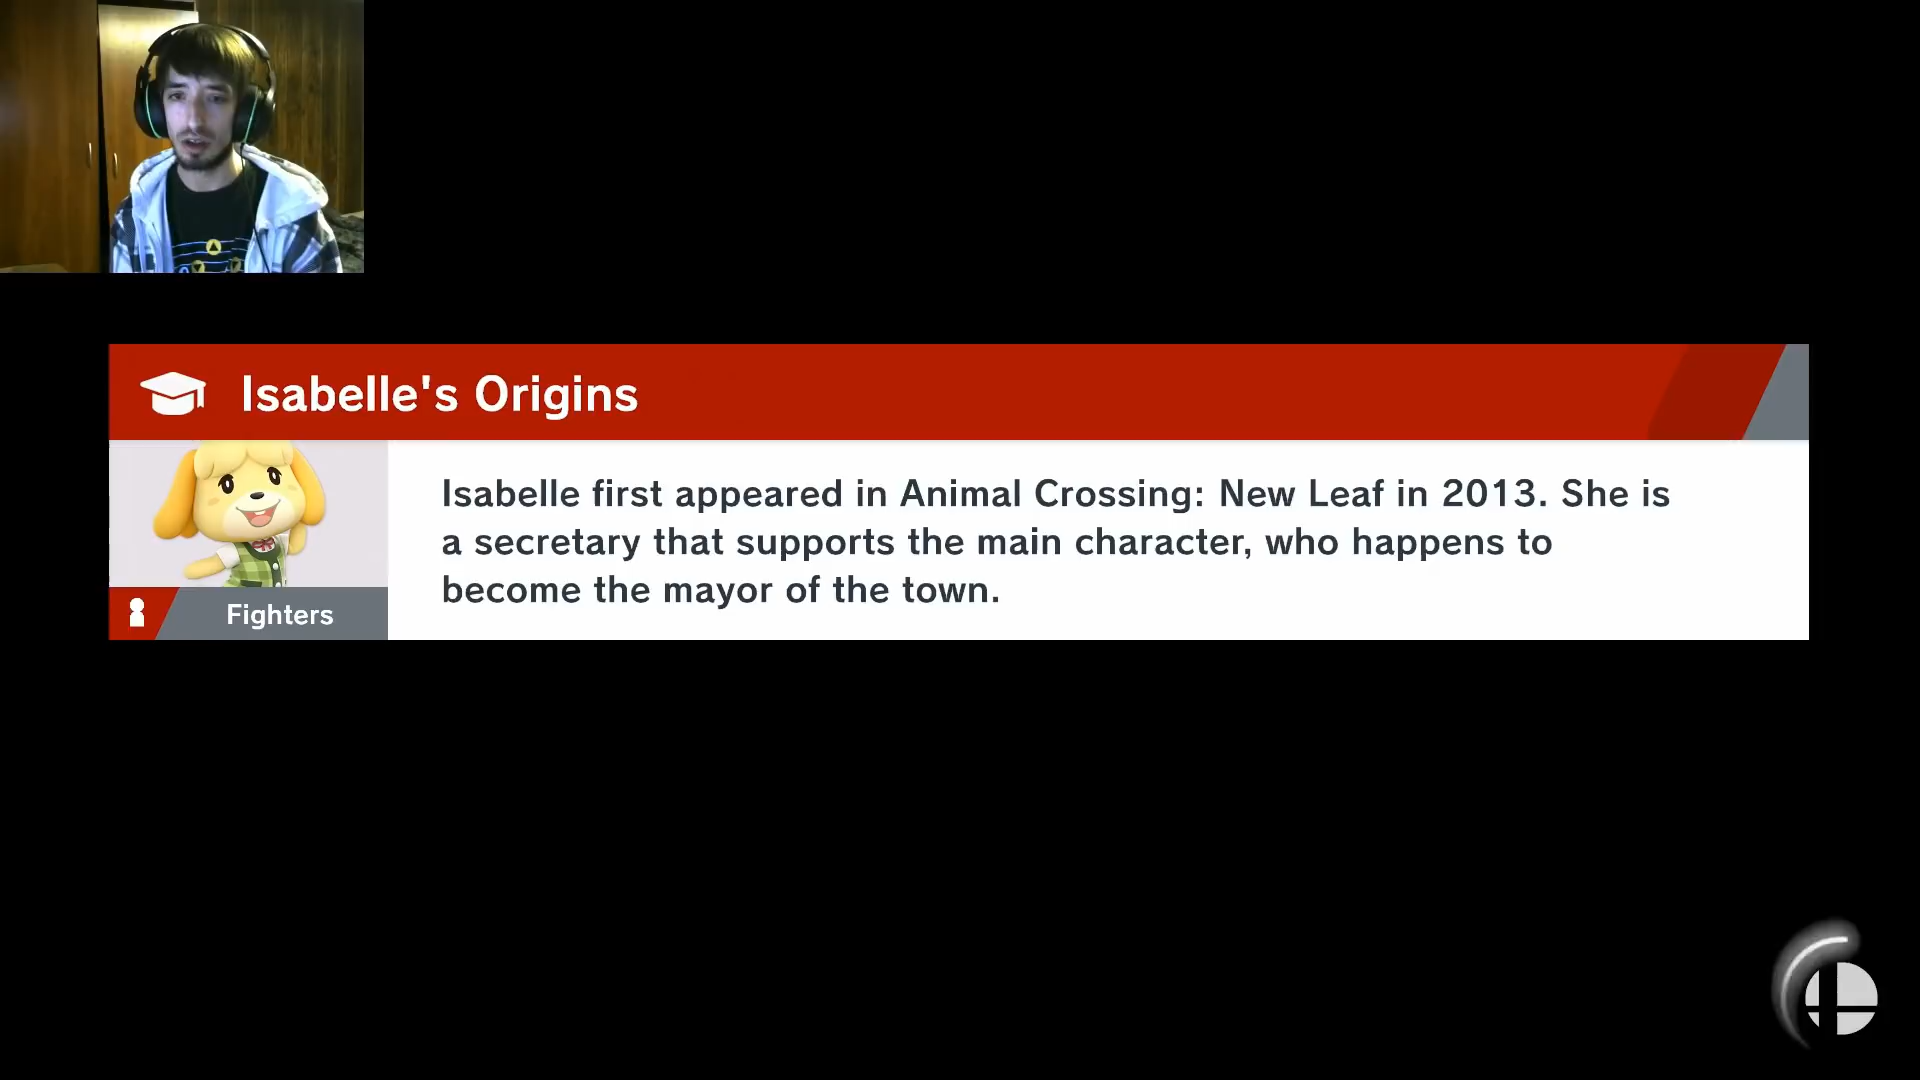 Isabelle's Origins
Isabelle first appeared in Animal Crossing: New Leaf in 2013. She is
a secretary that supports the main character, who happens to
become the mayor of the town.
Fighters